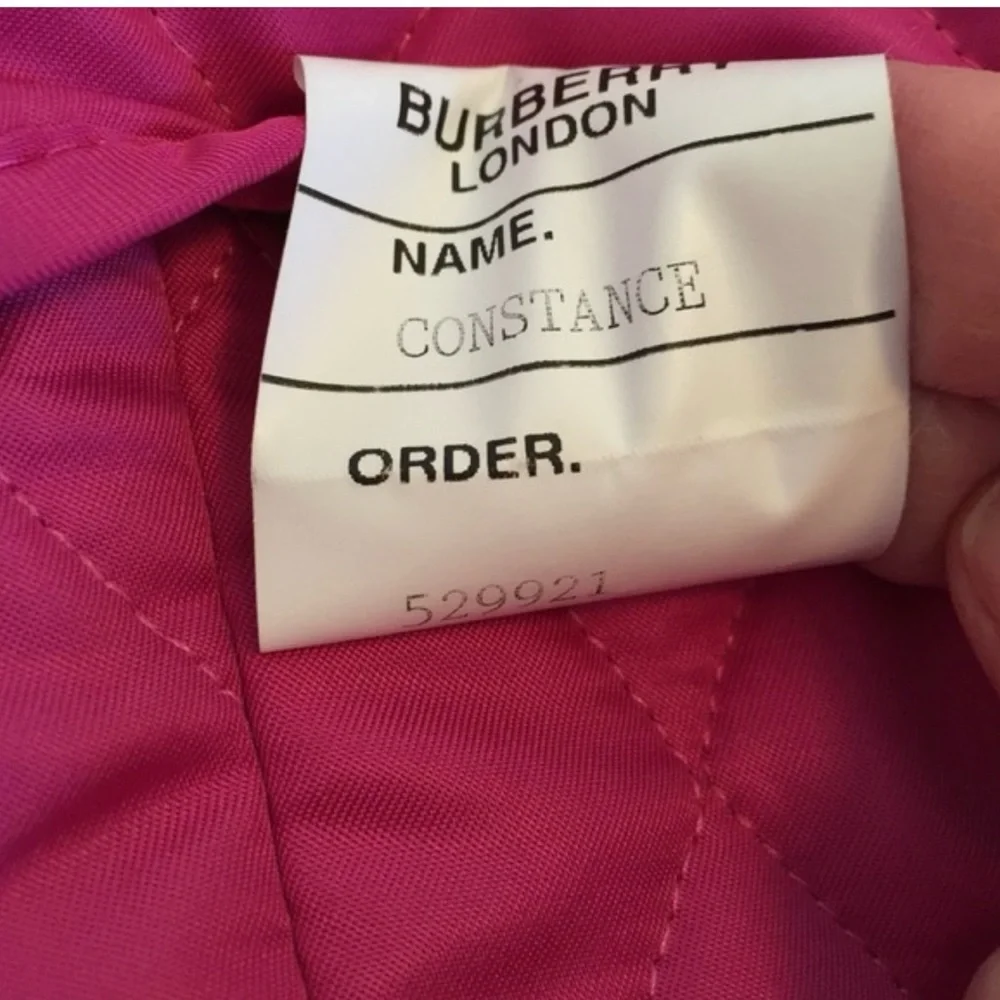 BURBERRY
LONDON
NAME.
CONSTANCE
ORDER.
529921